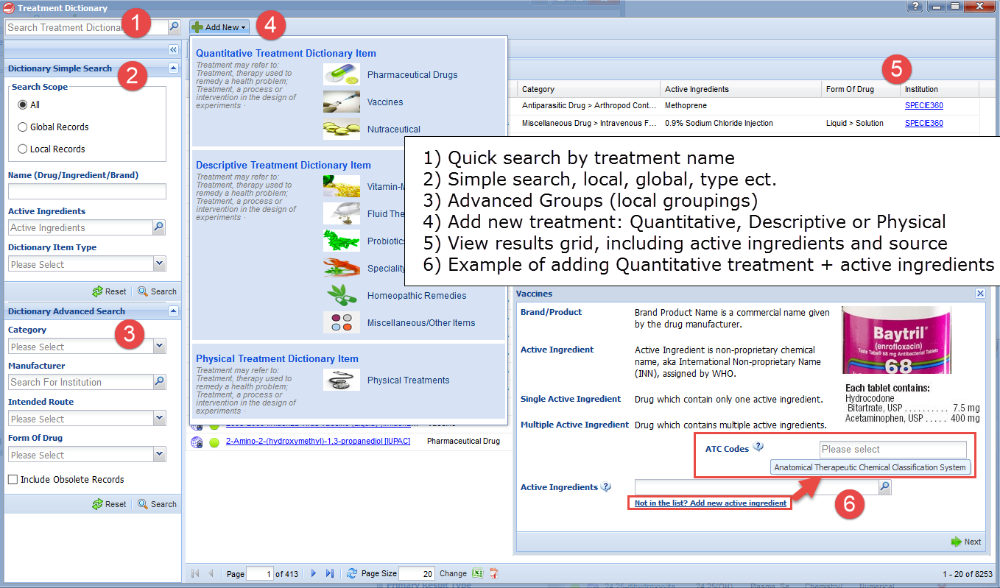 Treatment Dictionary
Search Treatment Dictionar
1
Add New
4
Dictionary Simple Search
2
Search Scope
All
Global Records
Local Records
Name (Drug/Ingredient/Brand)
Active Ingredients
Active Ingredients
Dictionary Item Type
Please Select
Reset
Search
Dictionary Advanced Search
3
Category
Please Select
Manufacturer
Search For Institution
Intended Route
Please Select
Form Of Drug
Please Select
Include Obsolete Records
Reset
Search
Quantitative Treatment Dictionary Item
Treatment may refer to:
Treatment, therapy used to
remedy a health problem;
Treatment, a process or
intervention in the design of
experiments ·
Pharmaceutical Drugs
Vaccines
Nutraceutical
Descriptive Treatment Dictionary Item
Treatment may refer to:
Treatment, therapy used to
remedy a health problem;
Treatment, a process or
intervention in the design of
experiments ·
Vitamin-M
Fluid The
Probiotics
Speciality
Homeopathic Remedies
Miscellaneous/Other Items
Physical Treatment Dictionary Item
Treatment may refer to:
Treatment, therapy used to
remedy a health problem;
Treatment, a process or
intervention in the design of
experiments ·
Physical Treatments
5
Category Active Ingredients Form Of Drug Institution
Antiparasitic Drug > Arthropod Cont... Methoprene SPECIE360
Miscellaneous Drug > Intravenous F... 0.9% Sodium Chloride Injection Liquid > Solution SPECIE360
1) Quick search by treatment name
2) Simple search, local, global, type ect.
3) Advanced Groups (local groupings)
4) Add new treatment: Quantitative, Descriptive or Physical
5) View results grid, including active ingredients and source
6) Example of adding Quantitative treatment + active ingredients
2-Amino-2-(hydroxymethyl)-1,3-propanediol [IUPAC] Pharmaceutical Drug
Vaccines
Brand/Product
Brand Product Name is a commercial name given
by the drug manufacturer.
Active Ingredient
Active Ingredient is non-proprietary chemical
name, aka International Non-proprietary Name
(INN), assigned by WHO.
Single Active Ingredient
Drug which contain only one active ingredient.
Multiple Active Ingredient
Drug which contains multiple active ingredients.
Baytril
(enrofloxacin)
Taste Tabs® 68 mg Antibacterial Tablets
68
Each tablet contains:
Hydrocodone
Bitartrate, USP . . . . . . . . . . 7.5 mg
Acetaminophen, USP . . . . . 400 mg
ATC Codes
Please select
Anatomical Therapeutic Chemical Classification System
Active Ingredients
Not in the list? Add new active ingredient
6
Next
Page 1 of 413 Page Size 20 Change 1 - 20 of 8253